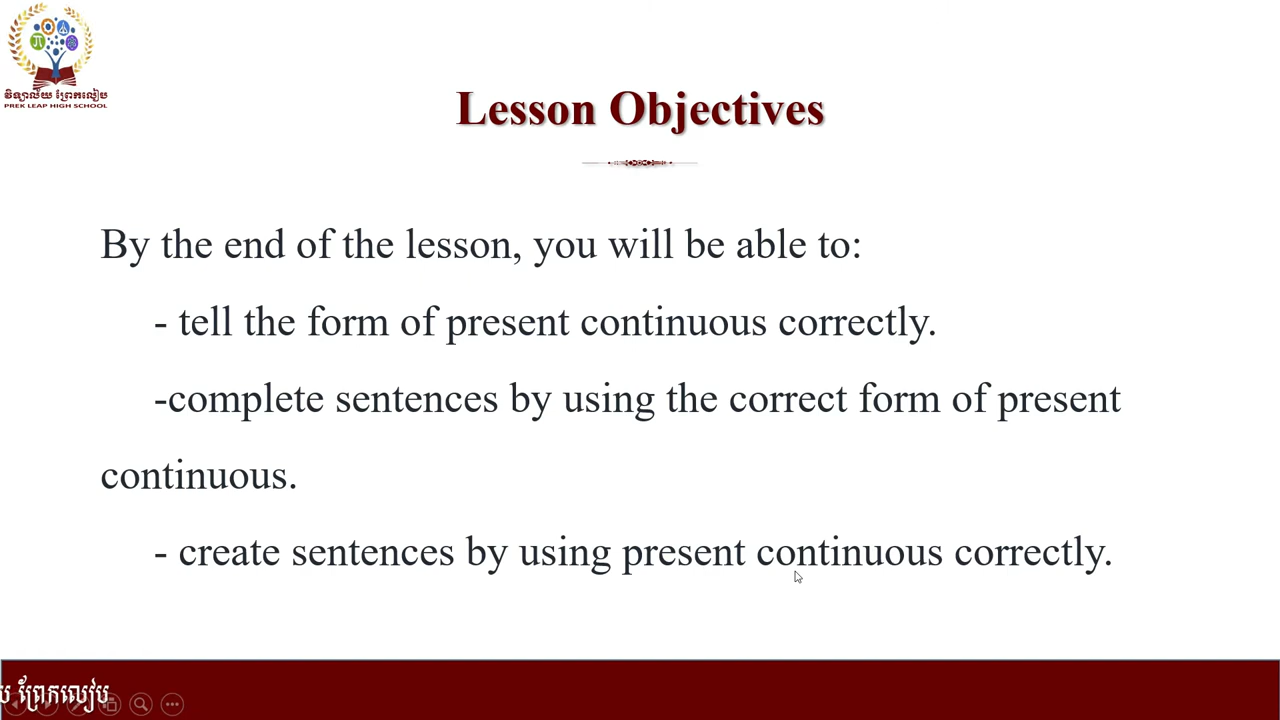 វិទ្យាល័យ ព្រែកលៀប
PREK LEAP HIGH SCHOOL
Lesson Objectives
By the end of the lesson, you will be able to:
- tell the form of present continuous correctly.
-complete sentences by using the correct form of present
continuous.
- create sentences by using present continuous correctly.
ព្រែកលៀប